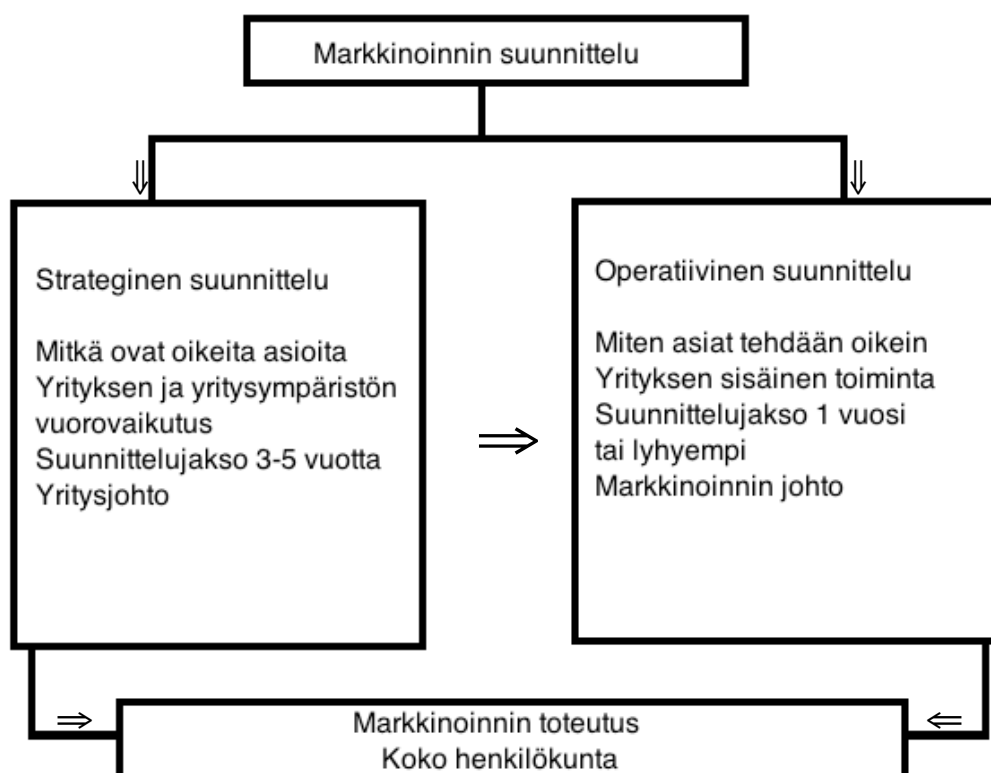 Markkinoinnin suunnittelu
Strateginen suunnittelu
Mitkä ovat oikeita asioita
Yrityksen ja yritysympäristön
vuorovaikutus
Suunnittelujakso 3-5 vuotta
Yritysjohto
Operatiivinen suunnittelu
Miten asiat tehdään oikein
Yrityksen sisäinen toiminta
Suunnittelujakso 1 vuosi
tai lyhyempi
Markkinoinnin johto
Markkinoinnin toteutus
Koko henkilökunta